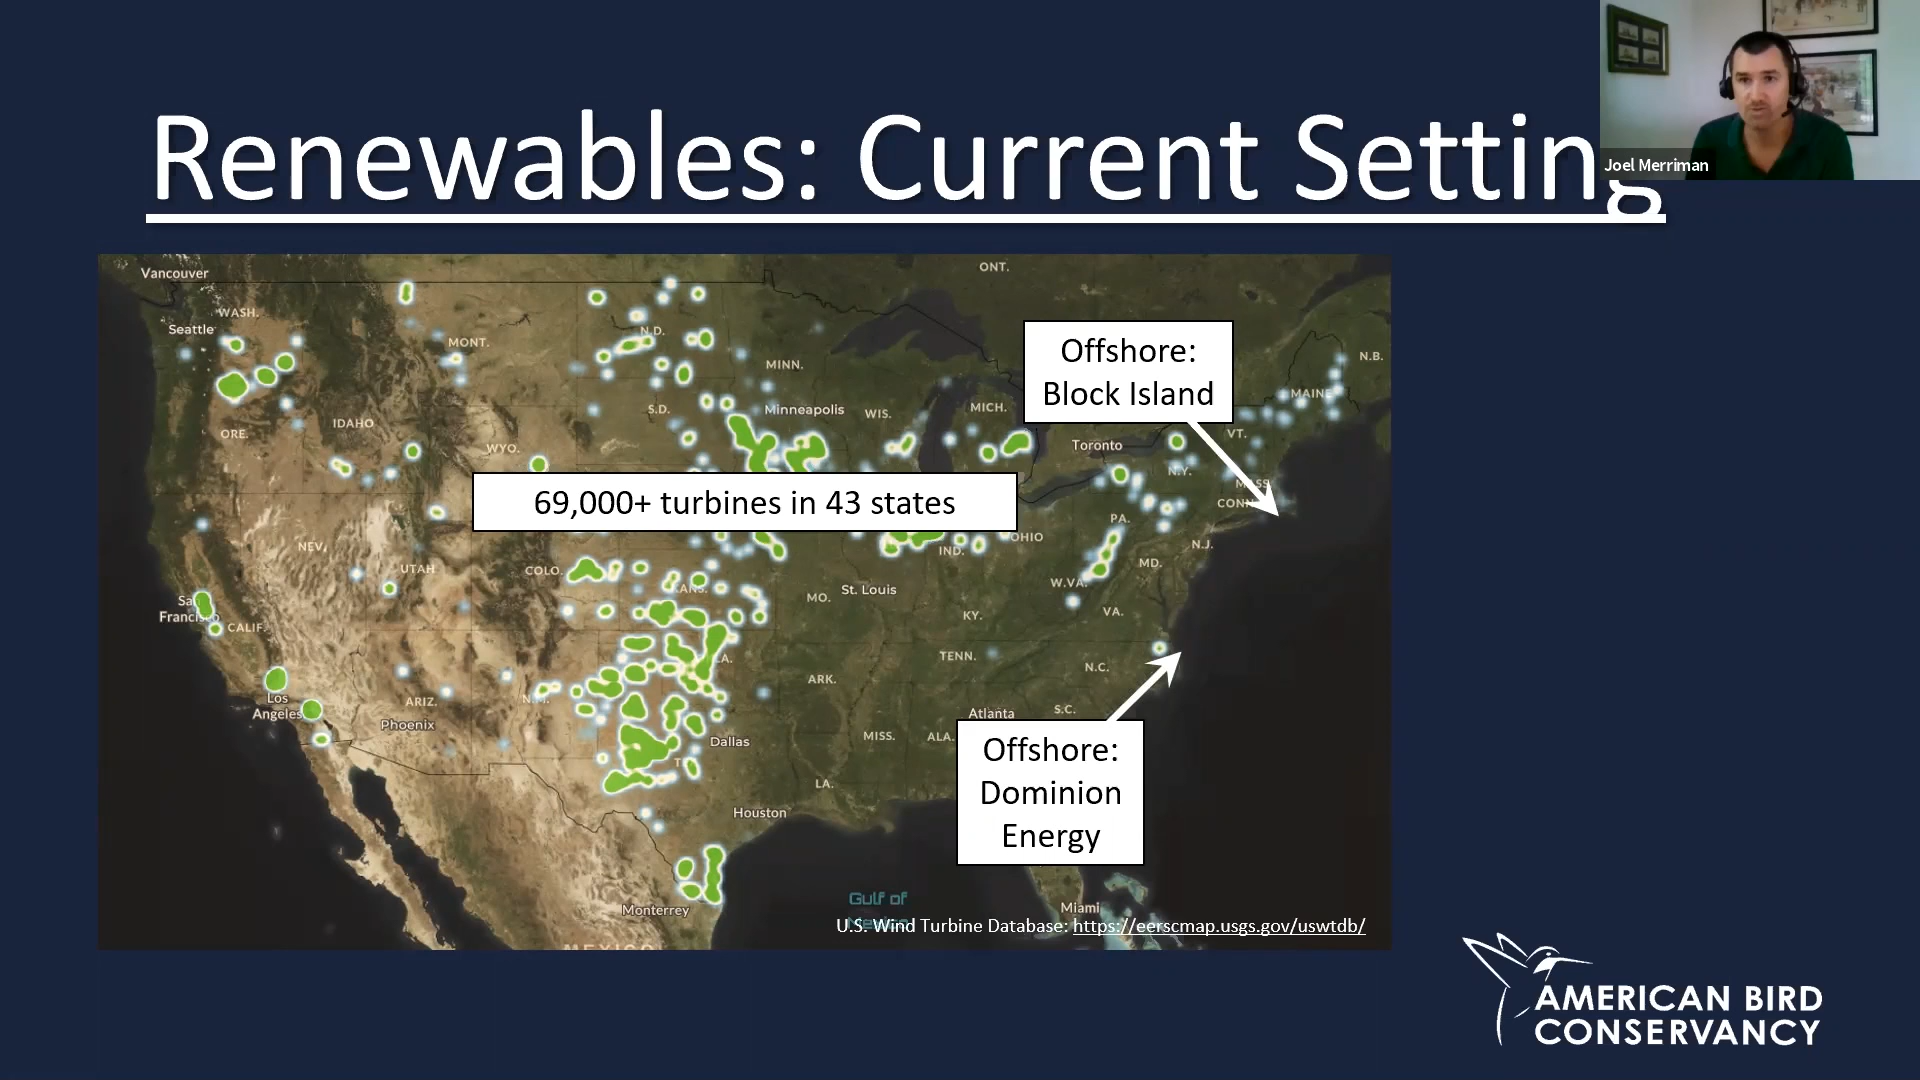 Renewables: Current Setting
Joel Merriman
Vancouver
ONT.
WASH.
Seattle
N.D.
MONT.
N.B.
MINN.
Offshore:
Block Island
MAINE
S.D.
Minneapolis
WIS.
MICH.
IDAHO
ORE.
VT.
WYO.
Toronto
N.Y.
MASS.
CONN.
69,000+ turbines in 43 states
PA.
OHIO
NEV.
IND.
N.J.
UTAH
COLO.
MD.
W.VA.
KANS.
MO.
St. Louis
San
Francisco
CALIF.
KY.
VA.
TENN.
N.C.
ARK.
ARIZ.
N.M.
Los
Angeles
Phoenix
Atlanta
S.C.
Dallas
MISS.
ALA.
Offshore:
Dominion
Energy
LA.
Houston
Gulf of
Mexico
Monterrey
Miami
U.S. Wind Turbine Database: https://eerscmap.usgs.gov/uswtdb/
MEXICO
AMERICAN BIRD
CONSERVANCY